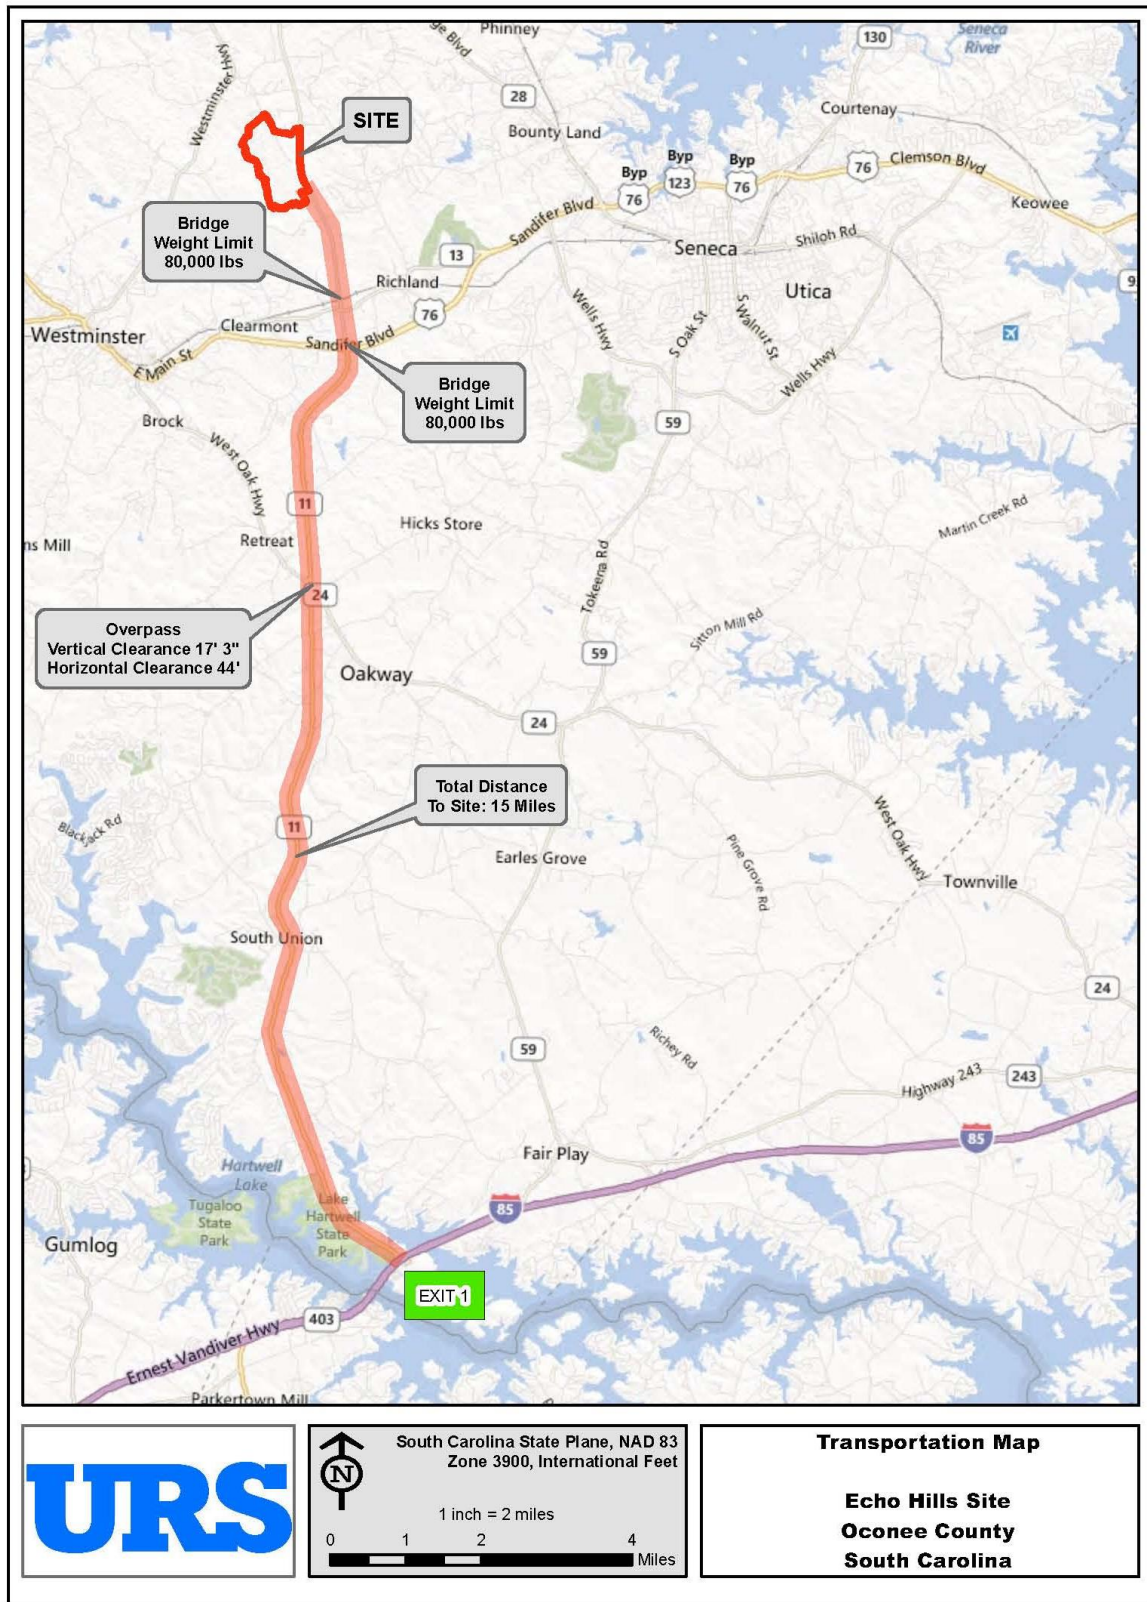 Phinney
ge Blvd
130
Seneca
River
Westminster Hwy
28
SITE
Courtenay
Bounty Land
Byp
Byp
Byp
76
123
76
76
Clemson Blvd
Keowee
Bridge
Weight Limit
80,000 lbs
Sandifer Blvd
13
Seneca
Shiloh Rd
Richland
Utica
9
76
Clearmont
Westminster
Sandifer Blvd
E Main St
Wells Hwy
S Oak St
S Walnut St
Wells Hwy
Bridge
Weight Limit
80,000 lbs
Brock
59
West Oak Hwy
11
Hicks Store
Martin Creek Rd
ns Mill
Retreat
24
Tokeena Rd
Overpass
Vertical Clearance 17' 3"
Horizontal Clearance 44'
Sitton Mill Rd
59
Oakway
24
Total Distance
To Site: 15 Miles
Black Jack Rd
11
Earles Grove
Pine Grove Rd
West Oak Hwy
Townville
South Union
24
59
Richey Rd
Highway 243
243
Fair Play
85
Hartwell
Lake
Tugaloo
State
Park
Lake
Hartwell
State
Park
85
Gumlog
EXIT 1
403
Ernest Vandiver Hwy
Parkertown Mill
URS
N
South Carolina State Plane, NAD 83
Zone 3900, International Feet
1 inch = 2 miles
0 1 2 4
Miles
Transportation Map
Echo Hills Site
Oconee County
South Carolina